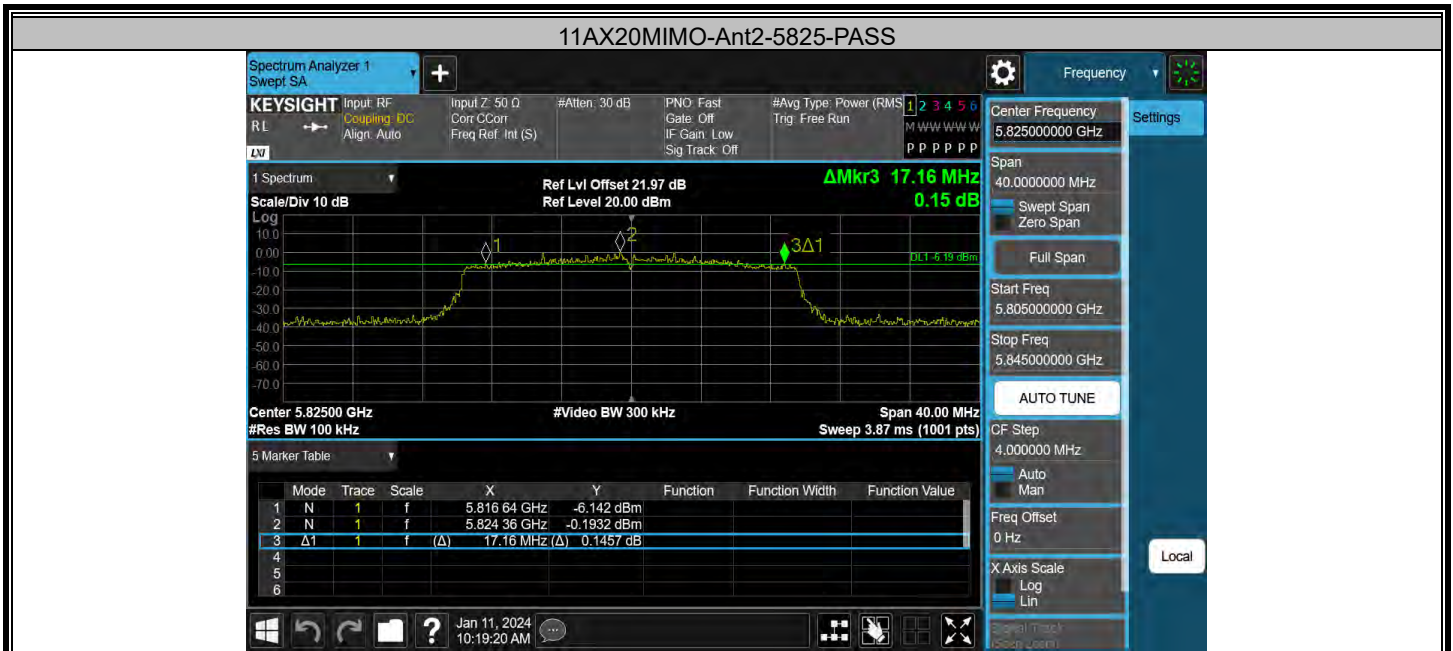 11AX20MIMO-Ant2-5825-PASS
Spectrum Analyzer 1
Swept SA
+
Frequency
KEYSIGHT
RL
LXI
Input: RF
Coupling: DC
Align: Auto
Input Z: 50 Ω
Corr CCorr
Freq Ref: Int (S)
#Atten: 30 dB
PNO: Fast
Gate: Off
IF Gain: Low
Sig Track: Off
#Avg Type: Power (RMS
Trig: Free Run
1 2 3 4 5 6
M W W W W W
P P P P P P
Center Frequency
5.825000000 GHz
Settings
Span
40.0000000 MHz
Swept Span
Zero Span
Full Span
Start Freq
5.805000000 GHz
Stop Freq
5.845000000 GHz
AUTO TUNE
CF Step
4.000000 MHz
Auto
Man
Freq Offset
0 Hz
X Axis Scale
Log
Lin
Signal Track
(Span Zoom)
Local
1 Spectrum
Scale/Div 10 dB
Ref Lvl Offset 21.97 dB
Ref Level 20.00 dBm
ΔMkr3 17.16 MHz
0.15 dB
Log
10.0
0.00
-10.0
-20.0
-30.0
-40.0
-50.0
-60.0
-70.0
1
2
3Δ1
DL1 -6.19 dBm
Center 5.82500 GHz
#Video BW 300 kHz
Span 40.00 MHz
#Res BW 100 kHz
Sweep 3.87 ms (1001 pts)
5 Marker Table
Mode Trace Scale X Y Function Function Width Function Value
1 N 1 f 5.816 64 GHz -6.142 dBm
2 N 1 f 5.824 36 GHz -0.1932 dBm
3 Δ1 1 f (Δ) 17.16 MHz (Δ) 0.1457 dB
4
5
6
?
Jan 11, 2024
10:19:20 AM